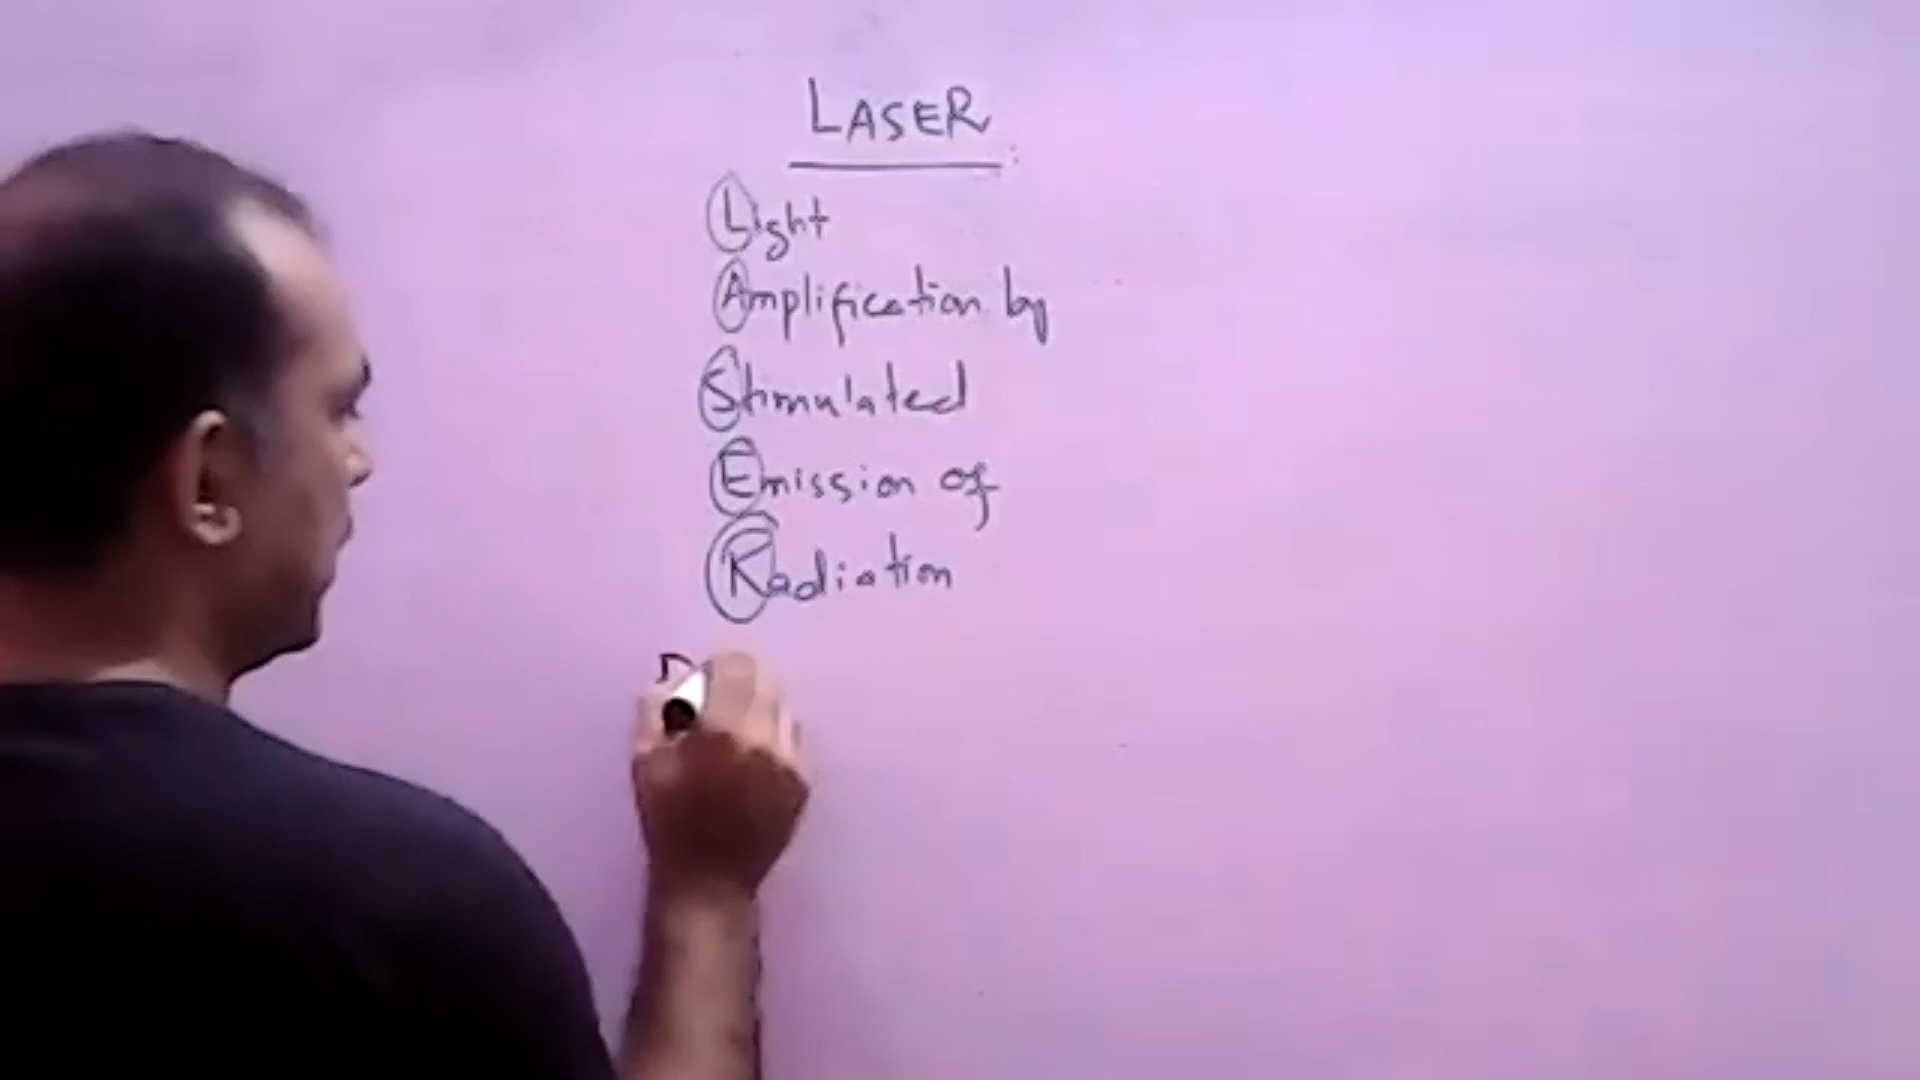 LASER
Light
Amplification by
Stimulated
Emission of
Radiation